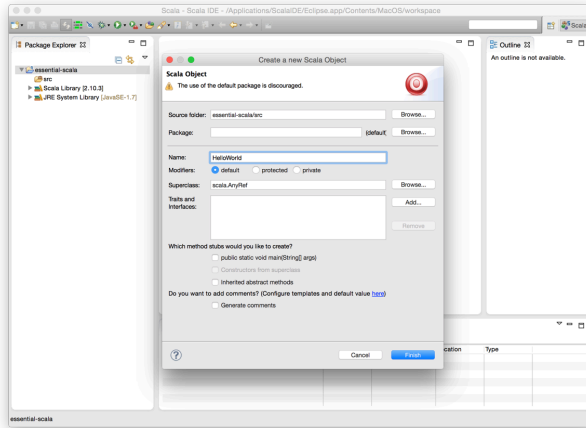 Scala - Scala IDE - /Applications/ScalaIDE/Eclipse.app/Contents/MacOS/workspace
Scala
Package Explorer
essential-scala
src
Scala Library [2.10.3]
JRE System Library [JavaSE-1.7]
Outline
An outline is not available.
Create a new Scala Object
Scala Object
The use of the default package is discouraged.
Source folder: essential-scala/src Browse...
Package: (default) Browse...
Name: HelloWorld
Modifiers: default protected private
Superclass: scala.AnyRef Browse...
Traits and Interfaces: Add...
Remove
Which method stubs would you like to create?
public static void main(String[] args)
Constructors from superclass
Inherited abstract methods
Do you want to add comments? (Configure templates and default value here)
Generate comments
? Cancel Finish
cation Type
essential-scala